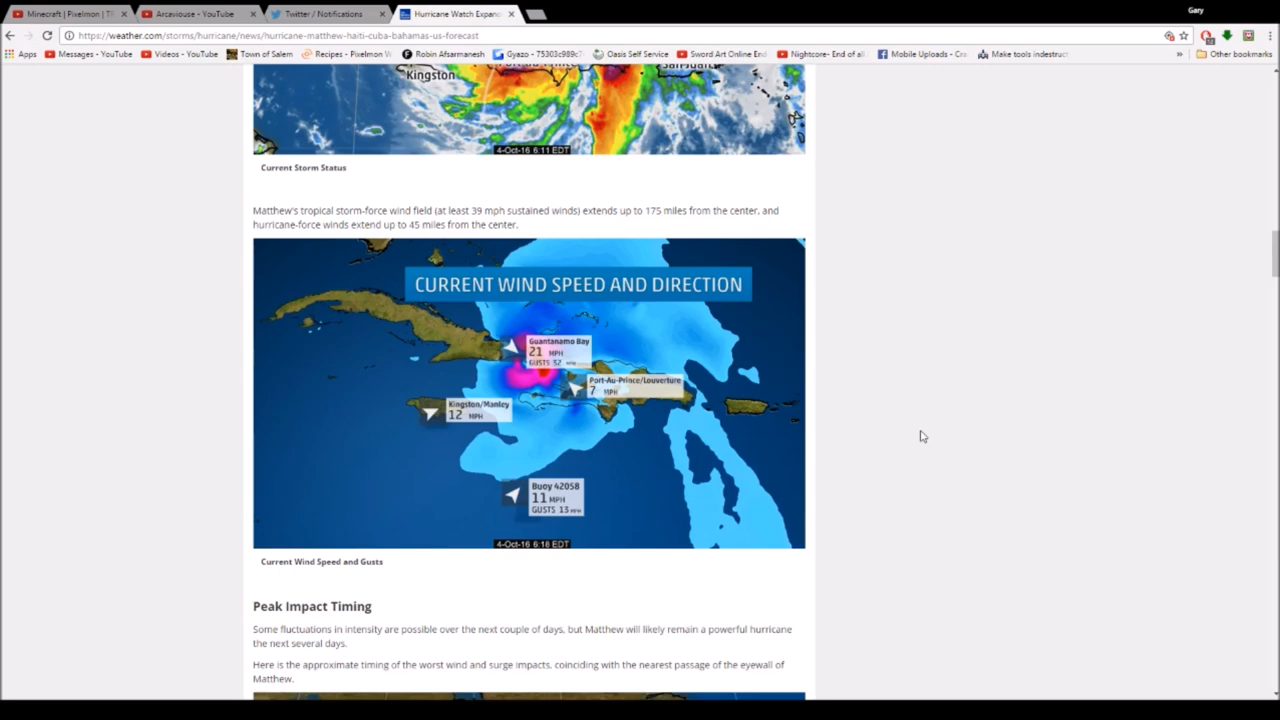 Gary
Minecraft | Pixelmon | T
Arcaviouse - YouTube
Twitter / Notifications
Hurricane Watch Expan
https://weather.com/storms/hurricane/news/hurricane-matthew-haiti-cuba-bahamas-us-forecast
Apps
Messages - YouTube
Videos - YouTube
Town of Salem
Recipes - Pixelmon W
Robin Afsarmanesh
Gyazo - 75303c989c7
Oasis Self Service
Sword Art Online End
Nightcore- End of all
Mobile Uploads - Cra
Make tools indestruct
»
Other bookmarks
Kingston
4-Oct-16 6:11 EDT
Current Storm Status
Matthew's tropical storm-force wind field (at least 39 mph sustained winds) extends up to 175 miles from the center, and
hurricane-force winds extend up to 45 miles from the center.
CURRENT WIND SPEED AND DIRECTION
Guantanamo Bay
21 MPH
GUSTS 32 MPH
Port-Au-Prince/Louverture
7 MPH
Kingston/Manley
12 MPH
Buoy 42058
11 MPH
GUSTS 13 MPH
4-Oct-16 6:18 EDT
Current Wind Speed and Gusts
Peak Impact Timing
Some fluctuations in intensity are possible over the next couple of days, but Matthew will likely remain a powerful hurricane
the next several days.
Here is the approximate timing of the worst wind and surge impacts, coinciding with the nearest passage of the eyewall of
Matthew.